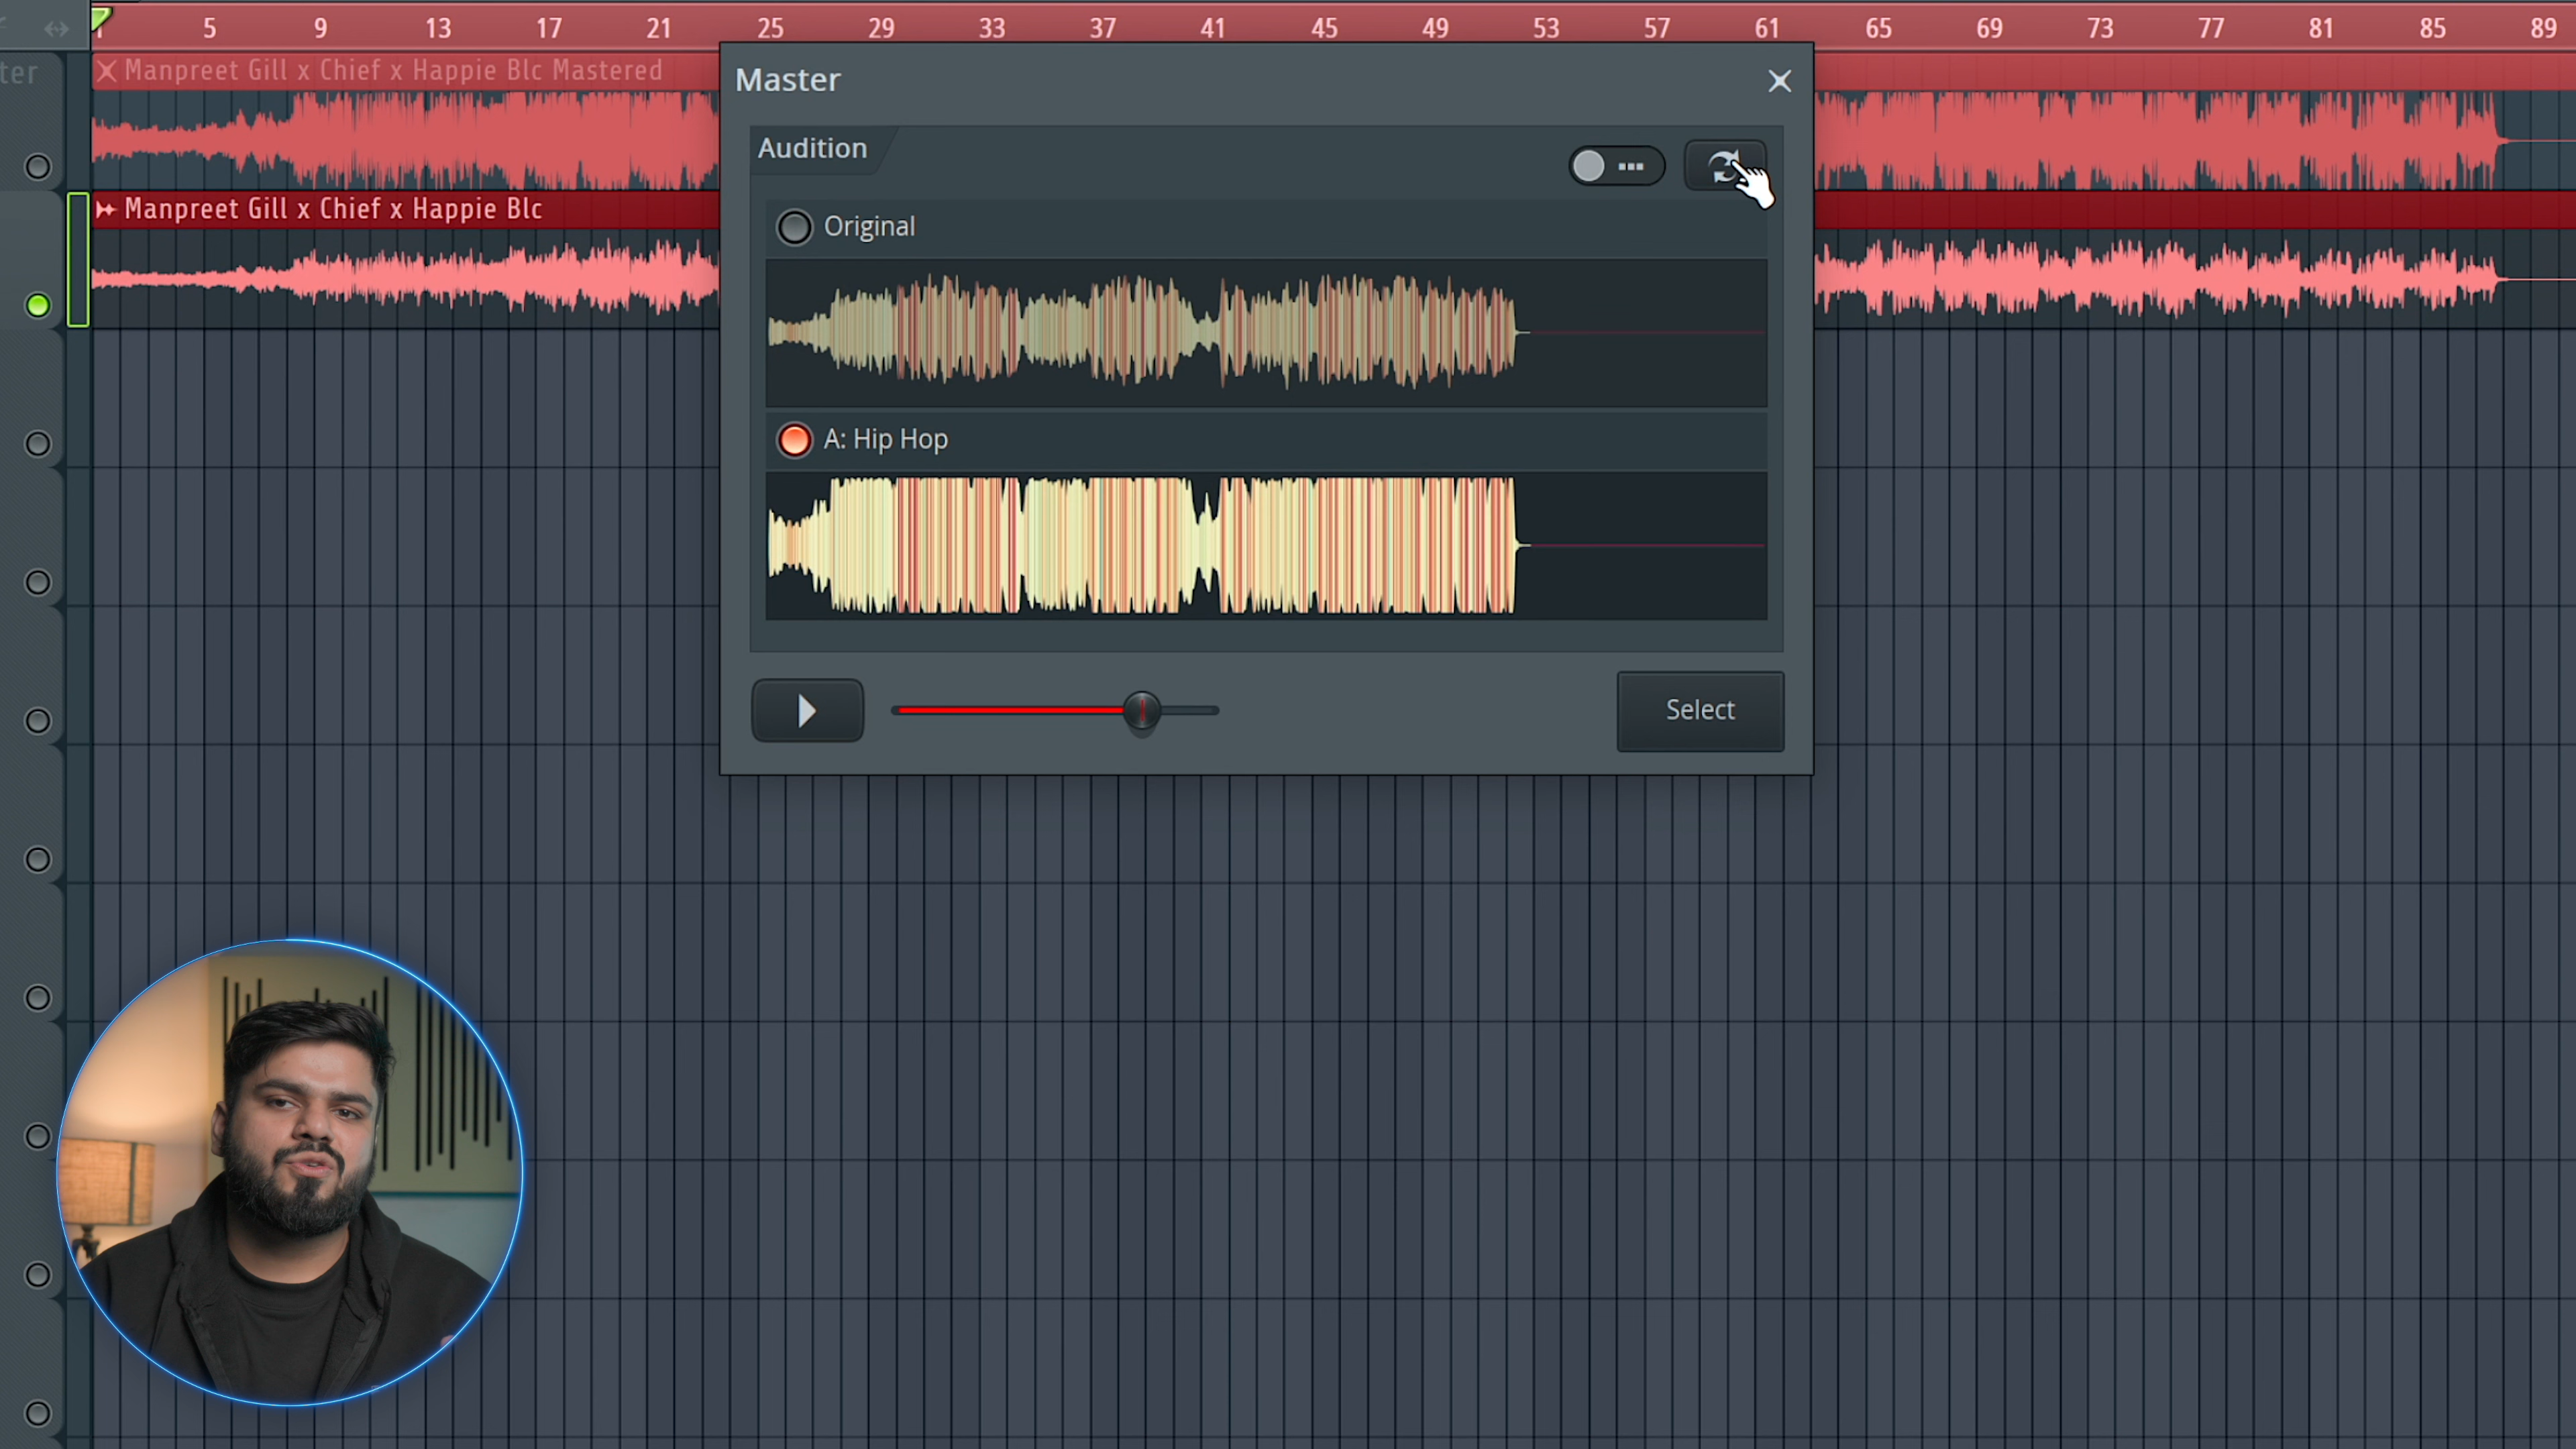 5 9 13 17 21 25 29 33 37 41 45 49 53 57 61 65 69 73 77 81 85 89
ter
Manpreet Gill x Chief x Happie Blc Mastered
Manpreet Gill x Chief x Happie Blc
Master
Audition
Original
A: Hip Hop
Select